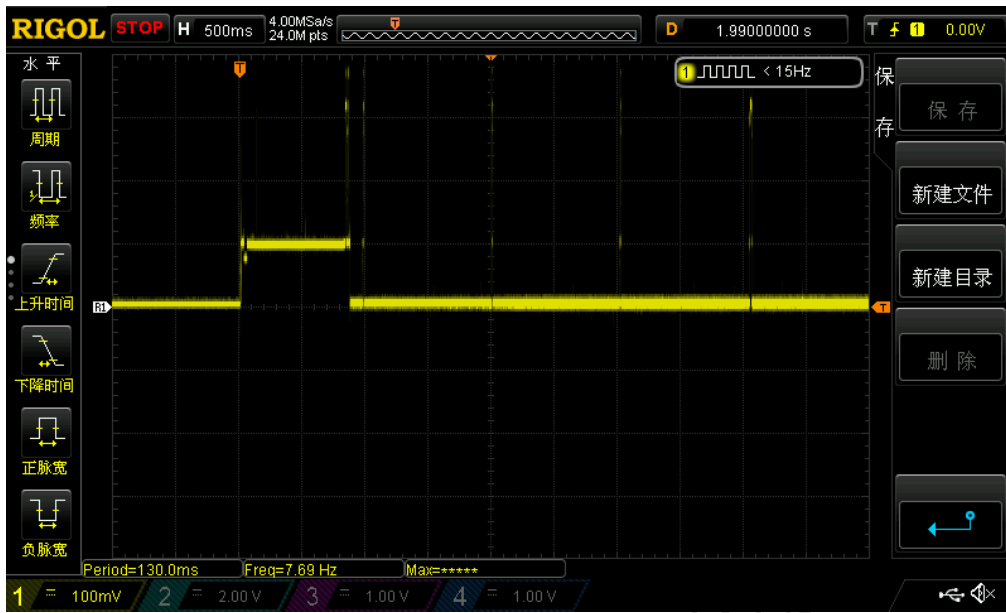 RIGOL STOP H 500ms 4.00MSa/s 24.0M pts D 1.99000000 s T 1 0.00V
水 平
周期
频率
上升时间
下降时间
正脉宽
负脉宽
T
1 < 15Hz
R1
T
保存
保 存
新建文件
新建目录
删 除
Period=130.0ms Freq=7.69 Hz Max=*****
1 = 100mV 2 = 2.00 V 3 = 1.00 V 4 = 1.00 V